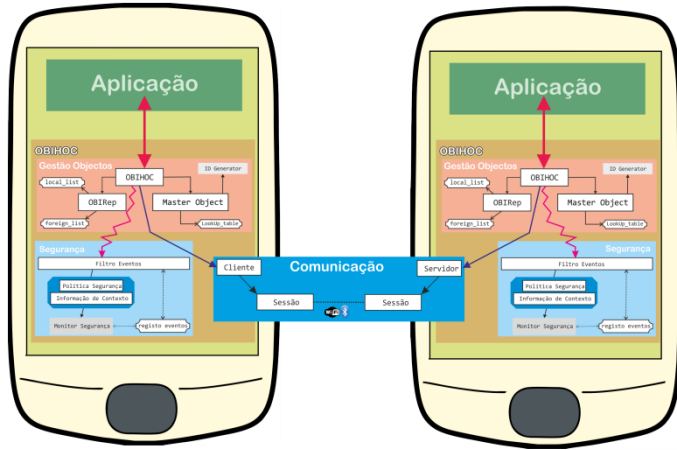 Aplicação
OBIHOC
Gestão Objectos
ID Generator
OBIHOC
local_list
OBIRep
Master Object
foreign_list
LookUp_table
Segurança
Filtro Eventos
Política Segurança
Informação de Contexto
Monitor Segurança
registo eventos
Comunicação
Cliente
Servidor
Sessão
Sessão
WiFi
Aplicação
OBIHOC
Gestão Objectos
ID Generator
OBIHOC
local_list
OBIRep
Master Object
foreign_list
LookUp_table
Segurança
Filtro Eventos
Política Segurança
Informação de Contexto
Monitor Segurança
registo eventos